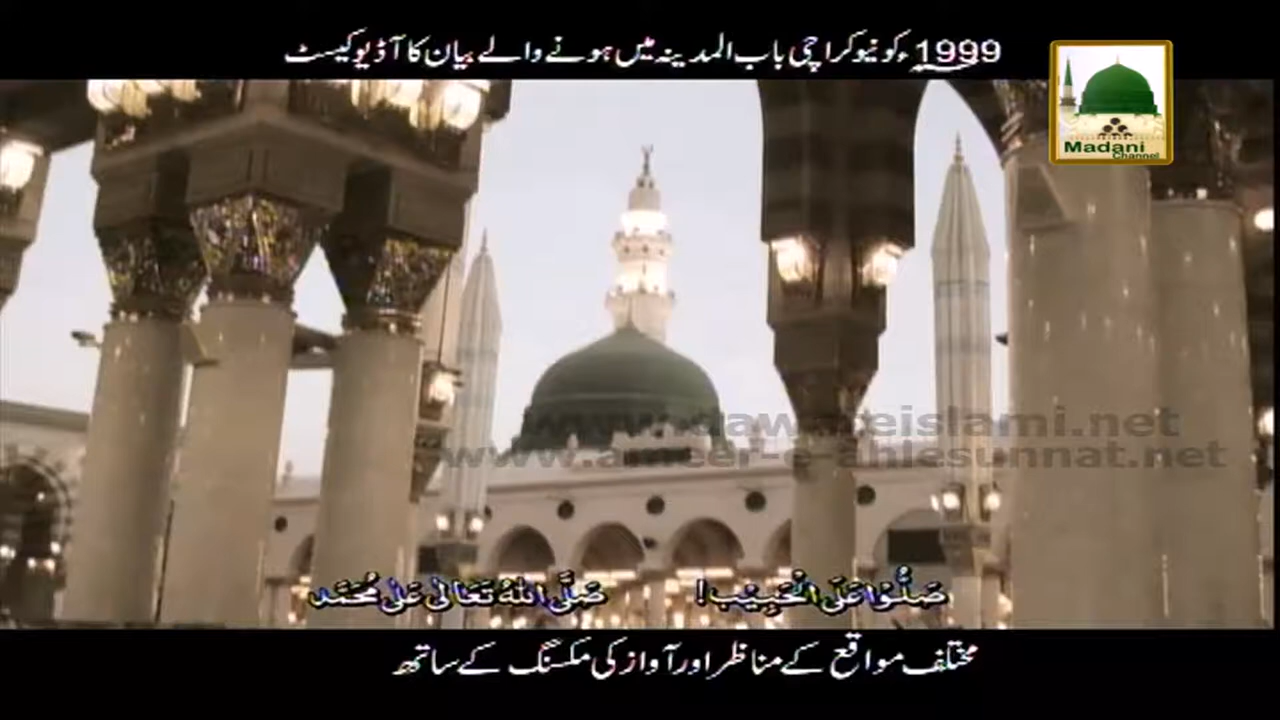 1999ء کو نیو کراچی باب المدینہ میں ہونے والے بیان کا آڈیو کیسٹ
Madani
Channel
www.dawateislami.net
www.ameer-e-ahlesunnat.net
صَلُّوْا عَلَی الْحَبِیْب! صَلَّی اللّٰهُ تَعَالٰی عَلٰی مُحَمَّد
مختلف مواقع کے مناظر اور آواز کی مکسنگ کے ساتھ